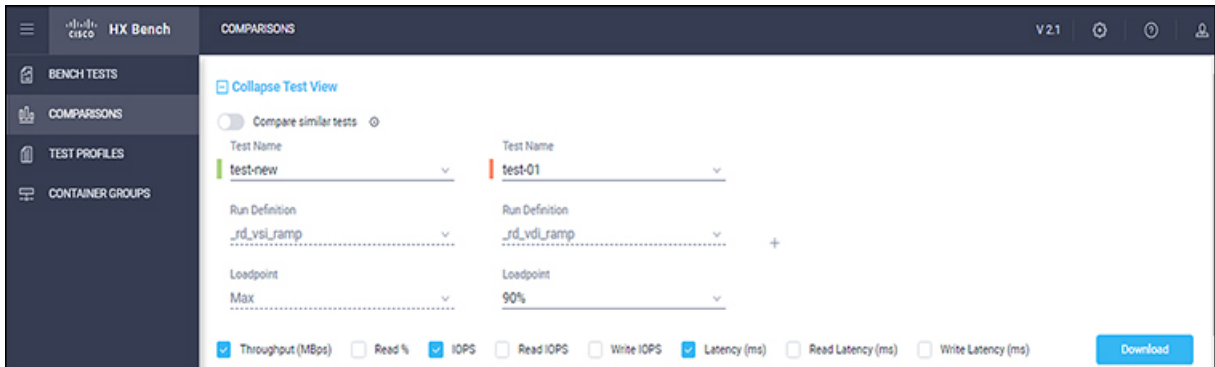 cisco HX Bench COMPARISONS V 2.1
BENCH TESTS
COMPARISONS
TEST PROFILES
CONTAINER GROUPS
Collapse Test View
Compare similar tests
Test Name Test Name
test-new test-01
Run Definition Run Definition
_rd_vsi_ramp _rd_vdi_ramp
Loadpoint Loadpoint
Max 90%
Throughput (MBps) Read % IOPS Read IOPS Write IOPS Latency (ms) Read Latency (ms) Write Latency (ms) Download